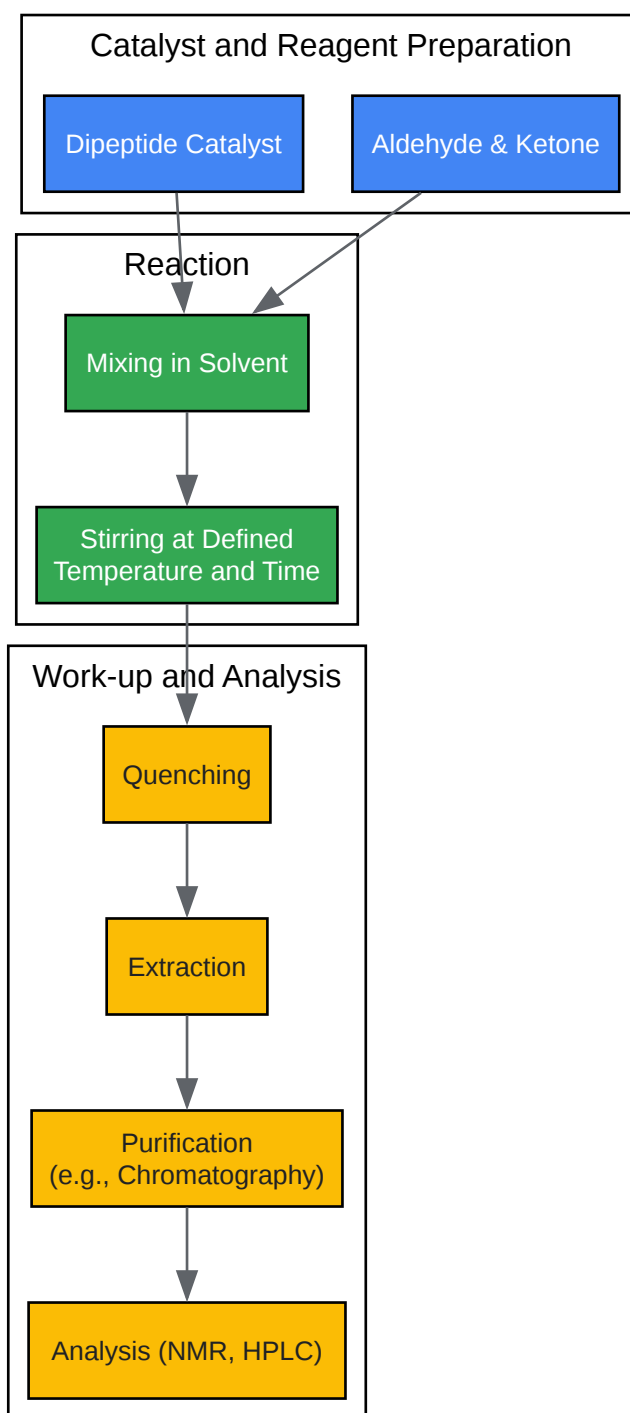 Catalyst and Reagent Preparation
Dipeptide Catalyst
Aldehyde & Ketone
Reaction
Mixing in Solvent
Stirring at Defined
Temperature and Time
Work-up and Analysis
Quenching
Extraction
Purification
(e.g., Chromatography)
Analysis (NMR, HPLC)